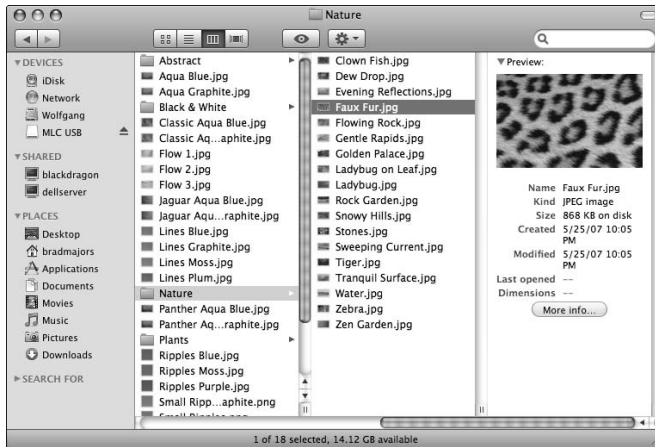 Nature
▼DEVICES
iDisk
Network
Wolfgang
MLC USB
▼SHARED
blackdragon
dellserver
▼PLACES
Desktop
bradmajors
Applications
Documents
Movies
Music
Pictures
Downloads
▶SEARCH FOR
Abstract
Aqua Blue.jpg
Aqua Graphite.jpg
Black & White
Classic Aqua Blue.jpg
Classic Aq...aphite.jpg
Flow 1.jpg
Flow 2.jpg
Flow 3.jpg
Jaguar Aqua Blue.jpg
Jaguar Aqu...raphite.jpg
Lines Blue.jpg
Lines Graphite.jpg
Lines Moss.jpg
Lines Plum.jpg
Nature
Panther Aqua Blue.jpg
Panther Aq...raphite.jpg
Plants
Ripples Blue.jpg
Ripples Moss.jpg
Ripples Purple.jpg
Small Ripp...aphite.png
Small Ripples.png
Clown Fish.jpg
Dew Drop.jpg
Evening Reflections.jpg
Faux Fur.jpg
Flowing Rock.jpg
Gentle Rapids.jpg
Golden Palace.jpg
Ladybug on Leaf.jpg
Ladybug.jpg
Rock Garden.jpg
Snowy Hills.jpg
Stones.jpg
Sweeping Current.jpg
Tiger.jpg
Tranquil Surface.jpg
Water.jpg
Zebra.jpg
Zen Garden.jpg
▼Preview:
Name Faux Fur.jpg
Kind JPEG image
Size 868 KB on disk
Created 5/25/07 10:05
PM
Modified 5/25/07 10:05
PM
Last opened --
Dimensions --
More info...
1 of 18 selected, 14.12 GB available